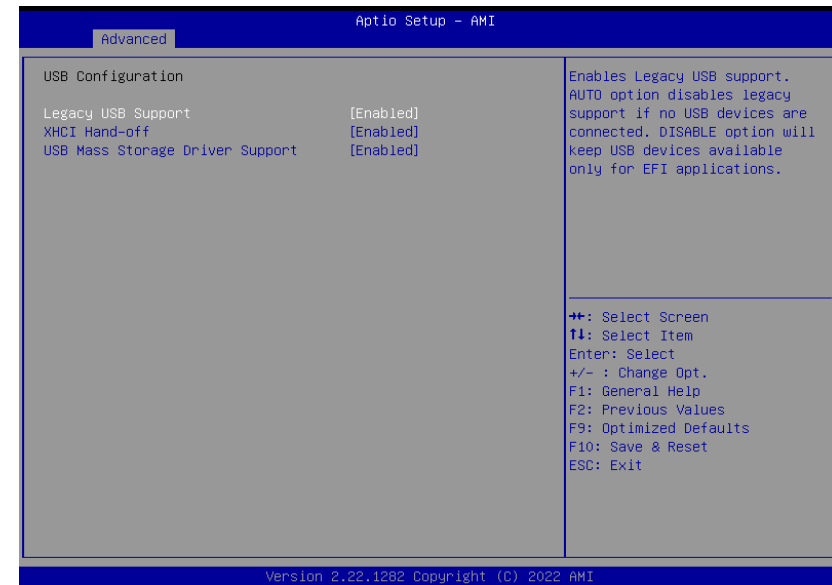 Aptio Setup – AMI
Advanced
USB Configuration
Legacy USB Support [Enabled]
XHCI Hand-off [Enabled]
USB Mass Storage Driver Support [Enabled]
Enables Legacy USB support.
AUTO option disables legacy
support if no USB devices are
connected. DISABLE option will
keep USB devices available
only for EFI applications.
→←: Select Screen
↑↓: Select Item
Enter: Select
+/- : Change Opt.
F1: General Help
F2: Previous Values
F9: Optimized Defaults
F10: Save & Reset
ESC: Exit
Version 2.22.1282 Copyright (C) 2022 AMI